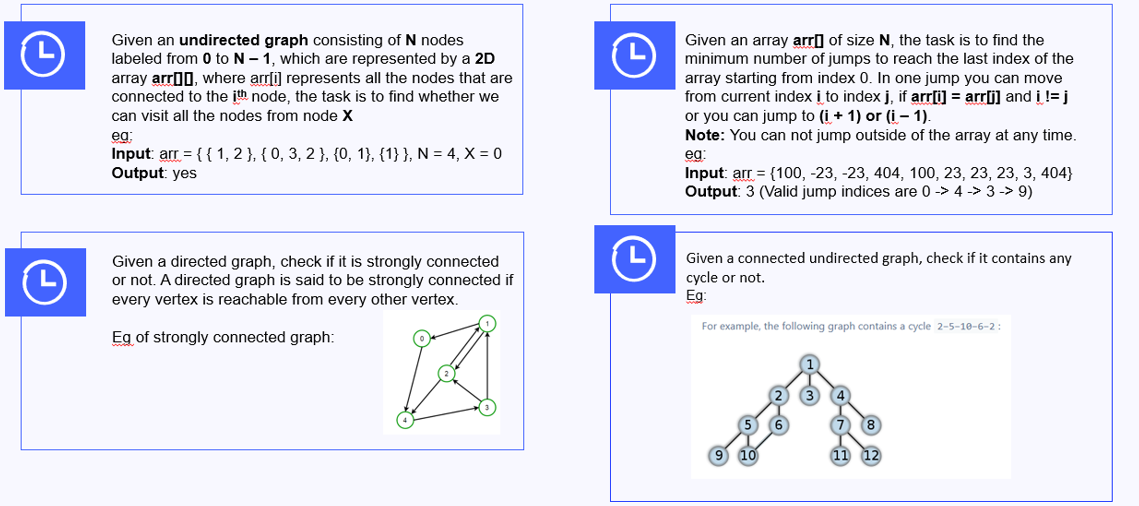 Given an undirected graph consisting of N nodes
labeled from 0 to N – 1, which are represented by a 2D
array arr[][], where arr[i] represents all the nodes that are
connected to the ith node, the task is to find whether we
can visit all the nodes from node X
eg:
Input: arr = { { 1, 2 }, { 0, 3, 2 }, {0, 1}, {1} }, N = 4, X = 0
Output: yes
Given an array arr[] of size N, the task is to find the
minimum number of jumps to reach the last index of the
array starting from index 0. In one jump you can move
from current index i to index j, if arr[i] = arr[j] and i != j
or you can jump to (i + 1) or (i – 1).
Note: You can not jump outside of the array at any time.
eg:
Input: arr = {100, -23, -23, 404, 100, 23, 23, 23, 3, 404}
Output: 3 (Valid jump indices are 0 -> 4 -> 3 -> 9)
Given a directed graph, check if it is strongly connected
or not. A directed graph is said to be strongly connected if
every vertex is reachable from every other vertex.
Eg of strongly connected graph:
1
0
2
3
4
Given a connected undirected graph, check if it contains any
cycle or not.
Eg:
For example, the following graph contains a cycle 2-5-10-6-2 :
1
2 3 4
5 6 7 8
9 10 11 12